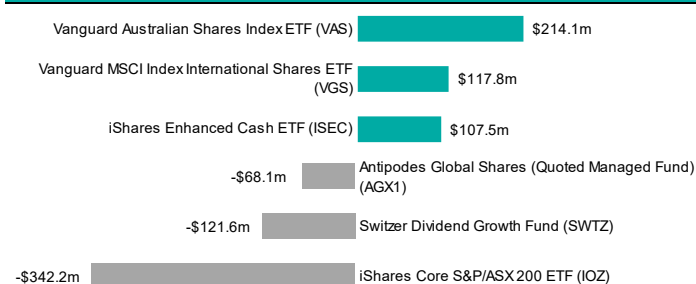 Vanguard Australian Shares Index ETF (VAS)
$214.1m
Vanguard MSCI Index International Shares ETF
(VGS)
$117.8m
iShares Enhanced Cash ETF (ISEC)
$107.5m
-$68.1m
Antipodes Global Shares (Quoted Managed Fund)
(AGX1)
-$121.6m
Switzer Dividend Growth Fund (SWTZ)
-$342.2m
iShares Core S&P/ASX 200 ETF (IOZ)